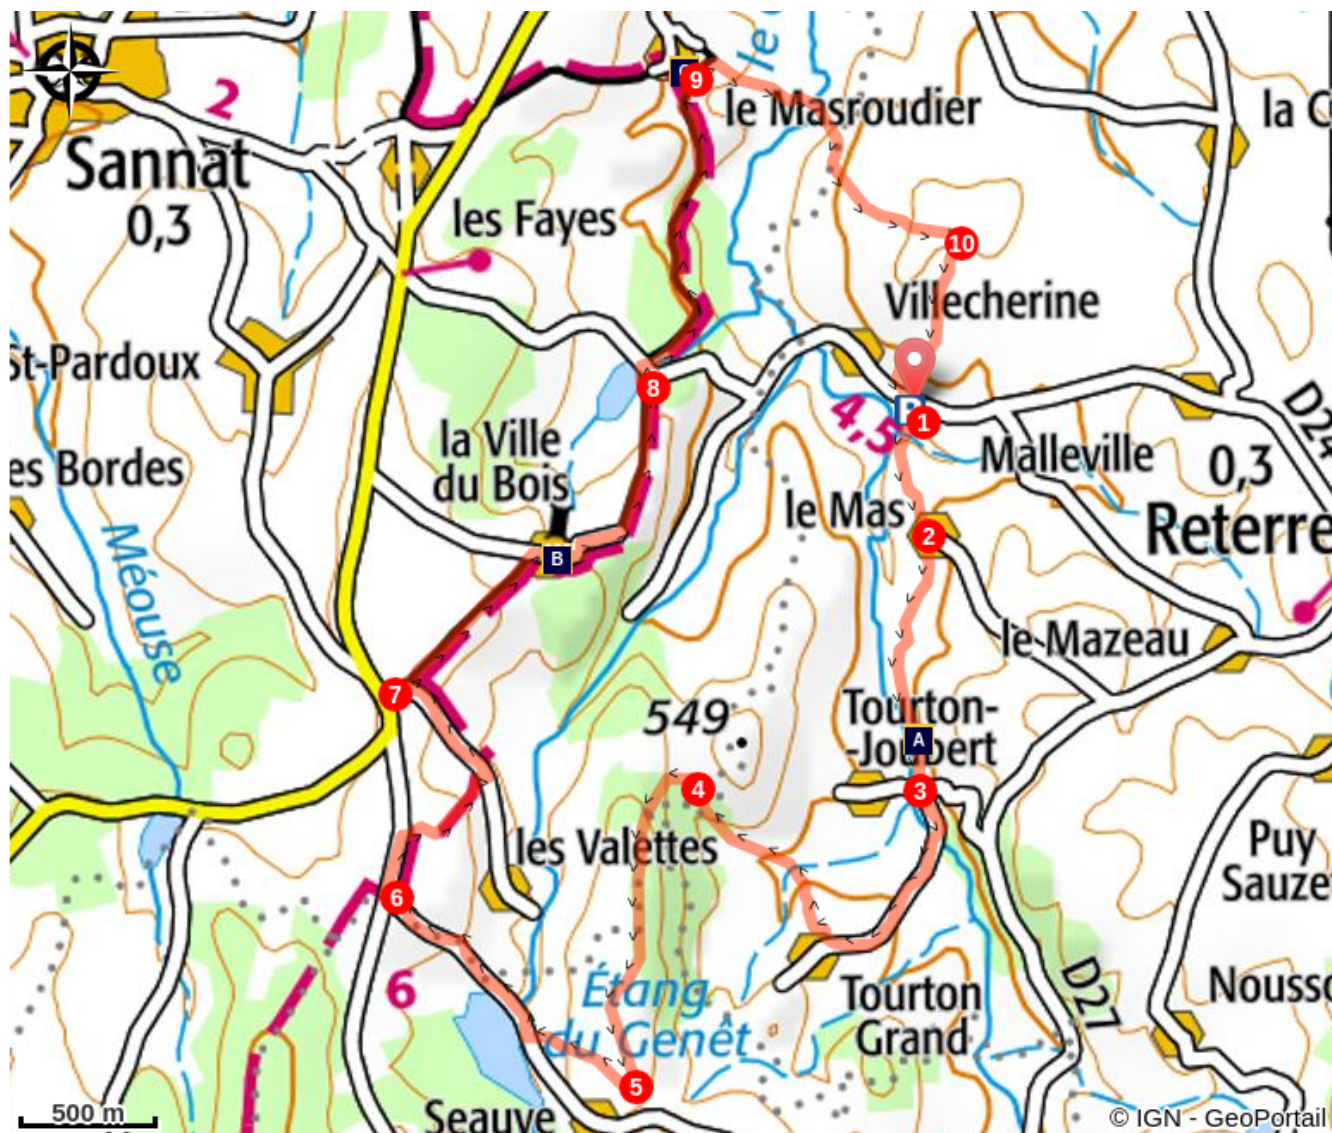 le
9
le Masroudier
la C
2
Sannat
0,3
les Fayes
10
Villecherine
St-Pardoux
8
4,5
1
D24
la Ville
du Bois
es Bordes
Malleville
0,3
le Mas
2
Reterre
Méouse
B
le Mazeau
7
549
Tourton-
-Joubert
A
4
3
les Valettes
Puy
Sauze
6
6
Étang
du Genêt
Tourton
Grand
D27
Nousso
5
500 m
Seauve
© IGN - GeoPortail